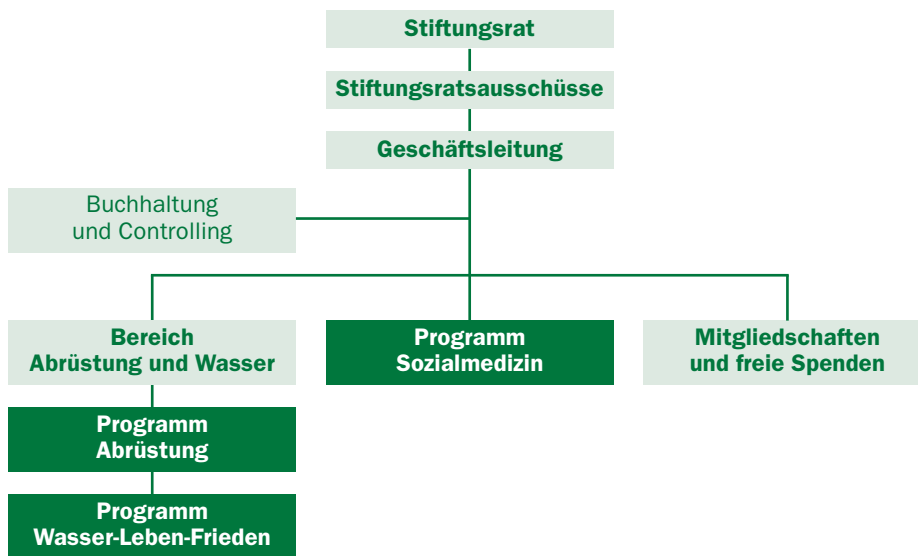 Stiftungsrat
Stiftungsratsausschüsse
Geschäftsleitung
Buchhaltung
und Controlling
Bereich
Abrüstung und Wasser
Programm
Sozialmedizin
Mitgliedschaften
und freie Spenden
Programm
Abrüstung
Programm
Wasser-Leben-Frieden